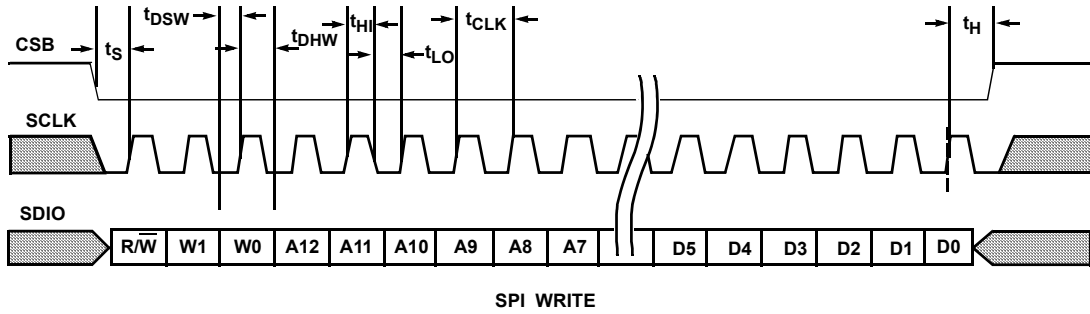 tDSW tHI tCLK tH
CSB tS tDHW tLO
SCLK
SDIO
R/W̅ W1 W0 A12 A11 A10 A9 A8 A7 D5 D4 D3 D2 D1 D0
SPI WRITE